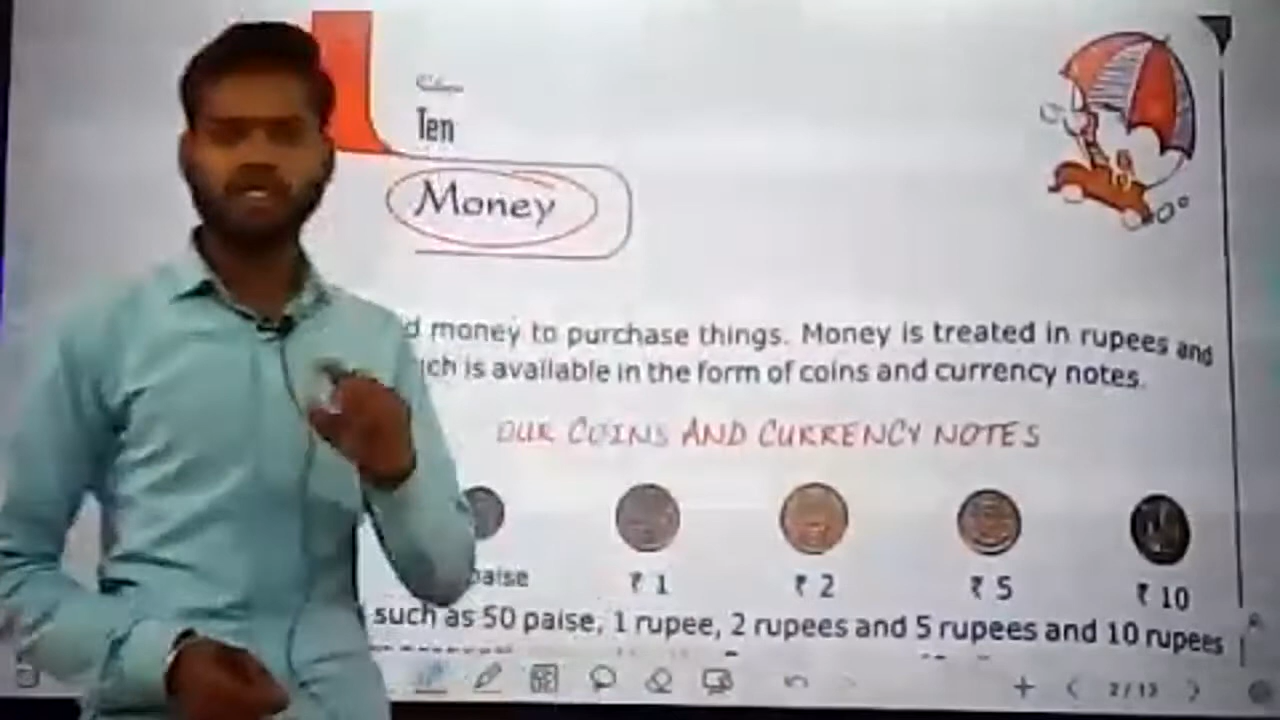 Ten
Money
d money to purchase things. Money is treated in rupees and
ich is available in the form of coins and currency notes.
OUR COINS AND CURRENCY NOTES
paise
₹ 1
₹ 2
₹ 5
₹ 10
such as 50 paise, 1 rupee, 2 rupees and 5 rupees and 10 rupees
2/13